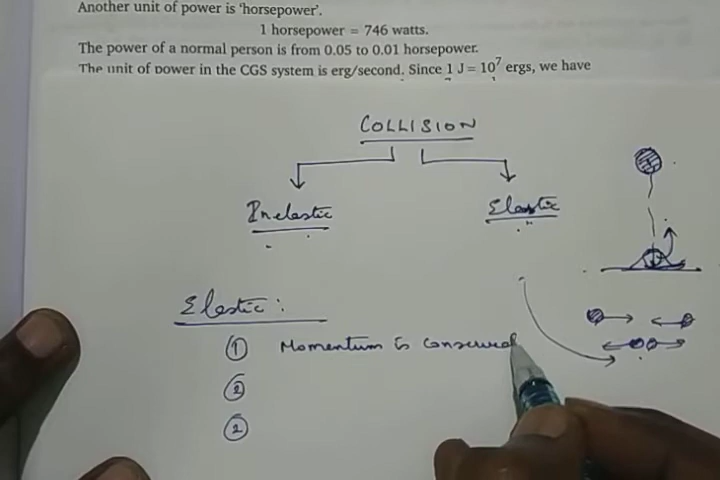 Another unit of power is 'horsepower'.
1 horsepower = 746 watts.
The power of a normal person is from 0.05 to 0.01 horsepower.
The unit of power in the CGS system is erg/second. Since 1 J = 10⁷ ergs, we have
COLLISION
Inelastic Elastic
Elastic:
① Momentum is conserved
②
②